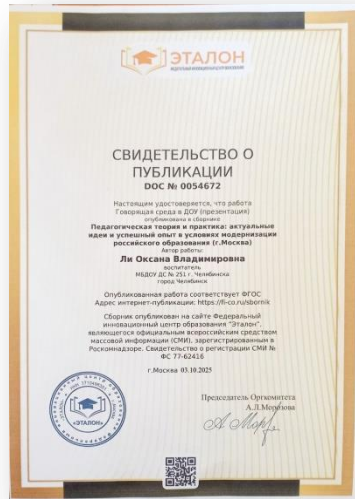 ЭТАЛОН
СВИДЕТЕЛЬСТВО О
ПУБЛИКАЦИИ
DOC № 0054672
Настоящим удостоверяется, что работа
Говорящая среда в ДОУ (презентация)
опубликована в сборнике
Педагогическая теория и практика: актуальные
идеи и успешный опыт в условиях модернизации
российского образования (г.Москва)
Автор работы
Ли Оксана Владимировна
воспитатель
МБДОУ ДС № 251 г. Челябинска
город Челябинск
Опубликованная работа соответствует ФГОС
Адрес интернет-публикации: https://fi-co.ru/sbornik
Сборник опубликован на сайте Федеральный
инновационный центр образования "Эталон",
являющегося официальным всероссийским средством
массовой информации (СМИ), зарегистрированным в
Роскомнадзоре. Свидетельство о регистрации СМИ №
ФС 77-62416
г.Москва 03.10.2025
Председатель Оргкомитета
А.Л.Морозова
«ЭТАЛОН»